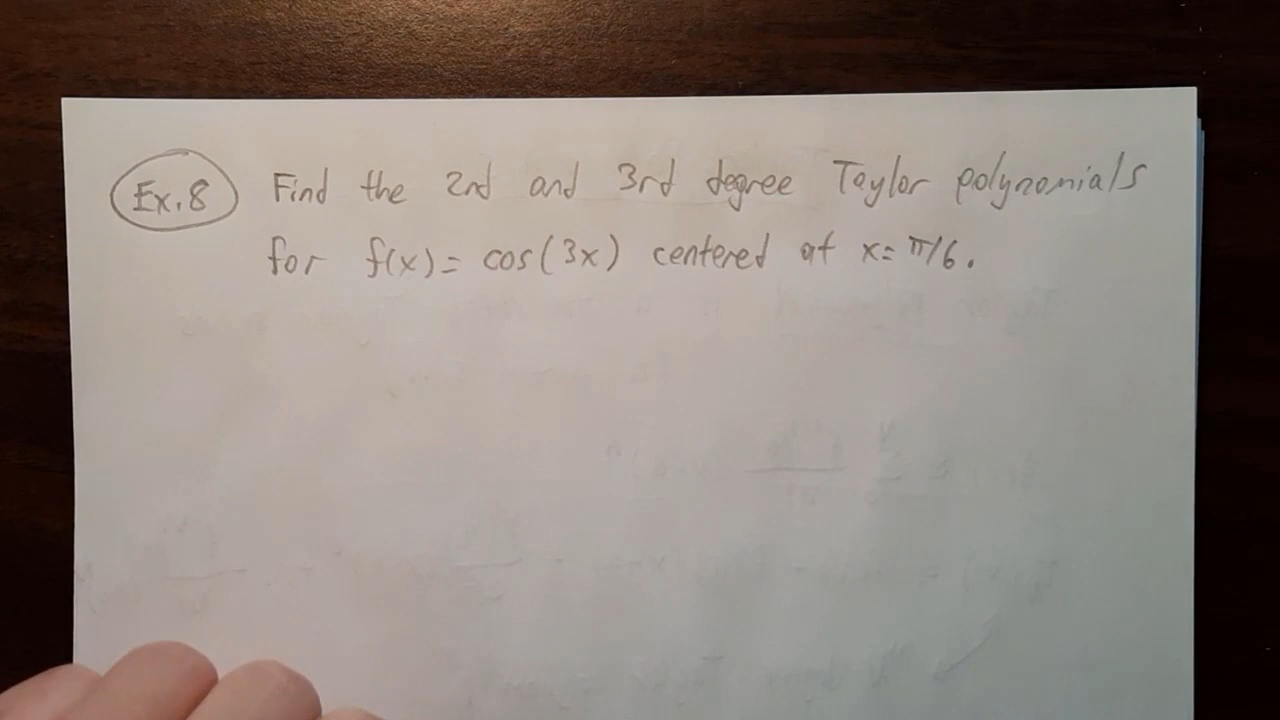 Ex. 8 Find the 2nd and 3rd degree Taylor polynomials
for f(x) = cos(3x) centered at x = π/6.